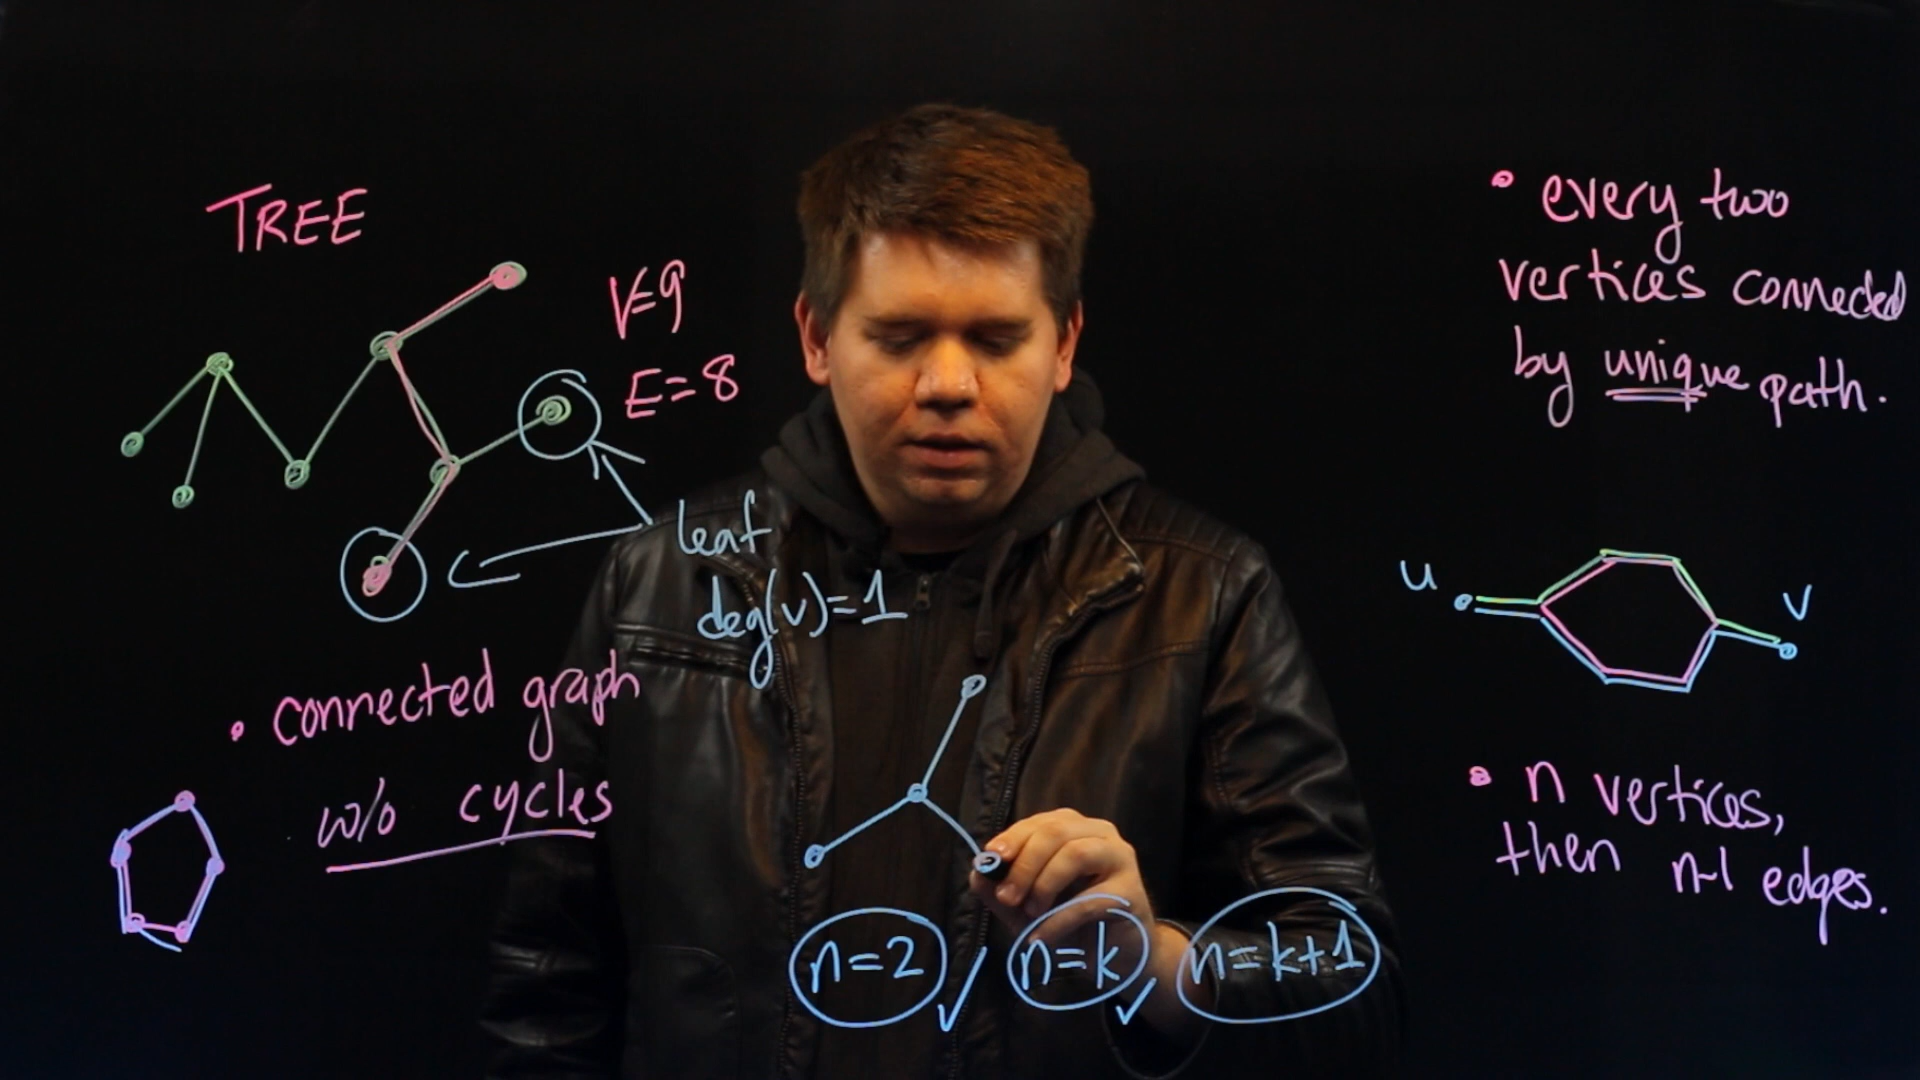 TREE
V=9
E=8
leaf
deg(v)=1
• connected graph
w/o cycles
n=2 ✓ n=k ✓ n=k+1
• every two
vertices connected
by unique path.
u
v
• n vertices,
then n-1 edges.